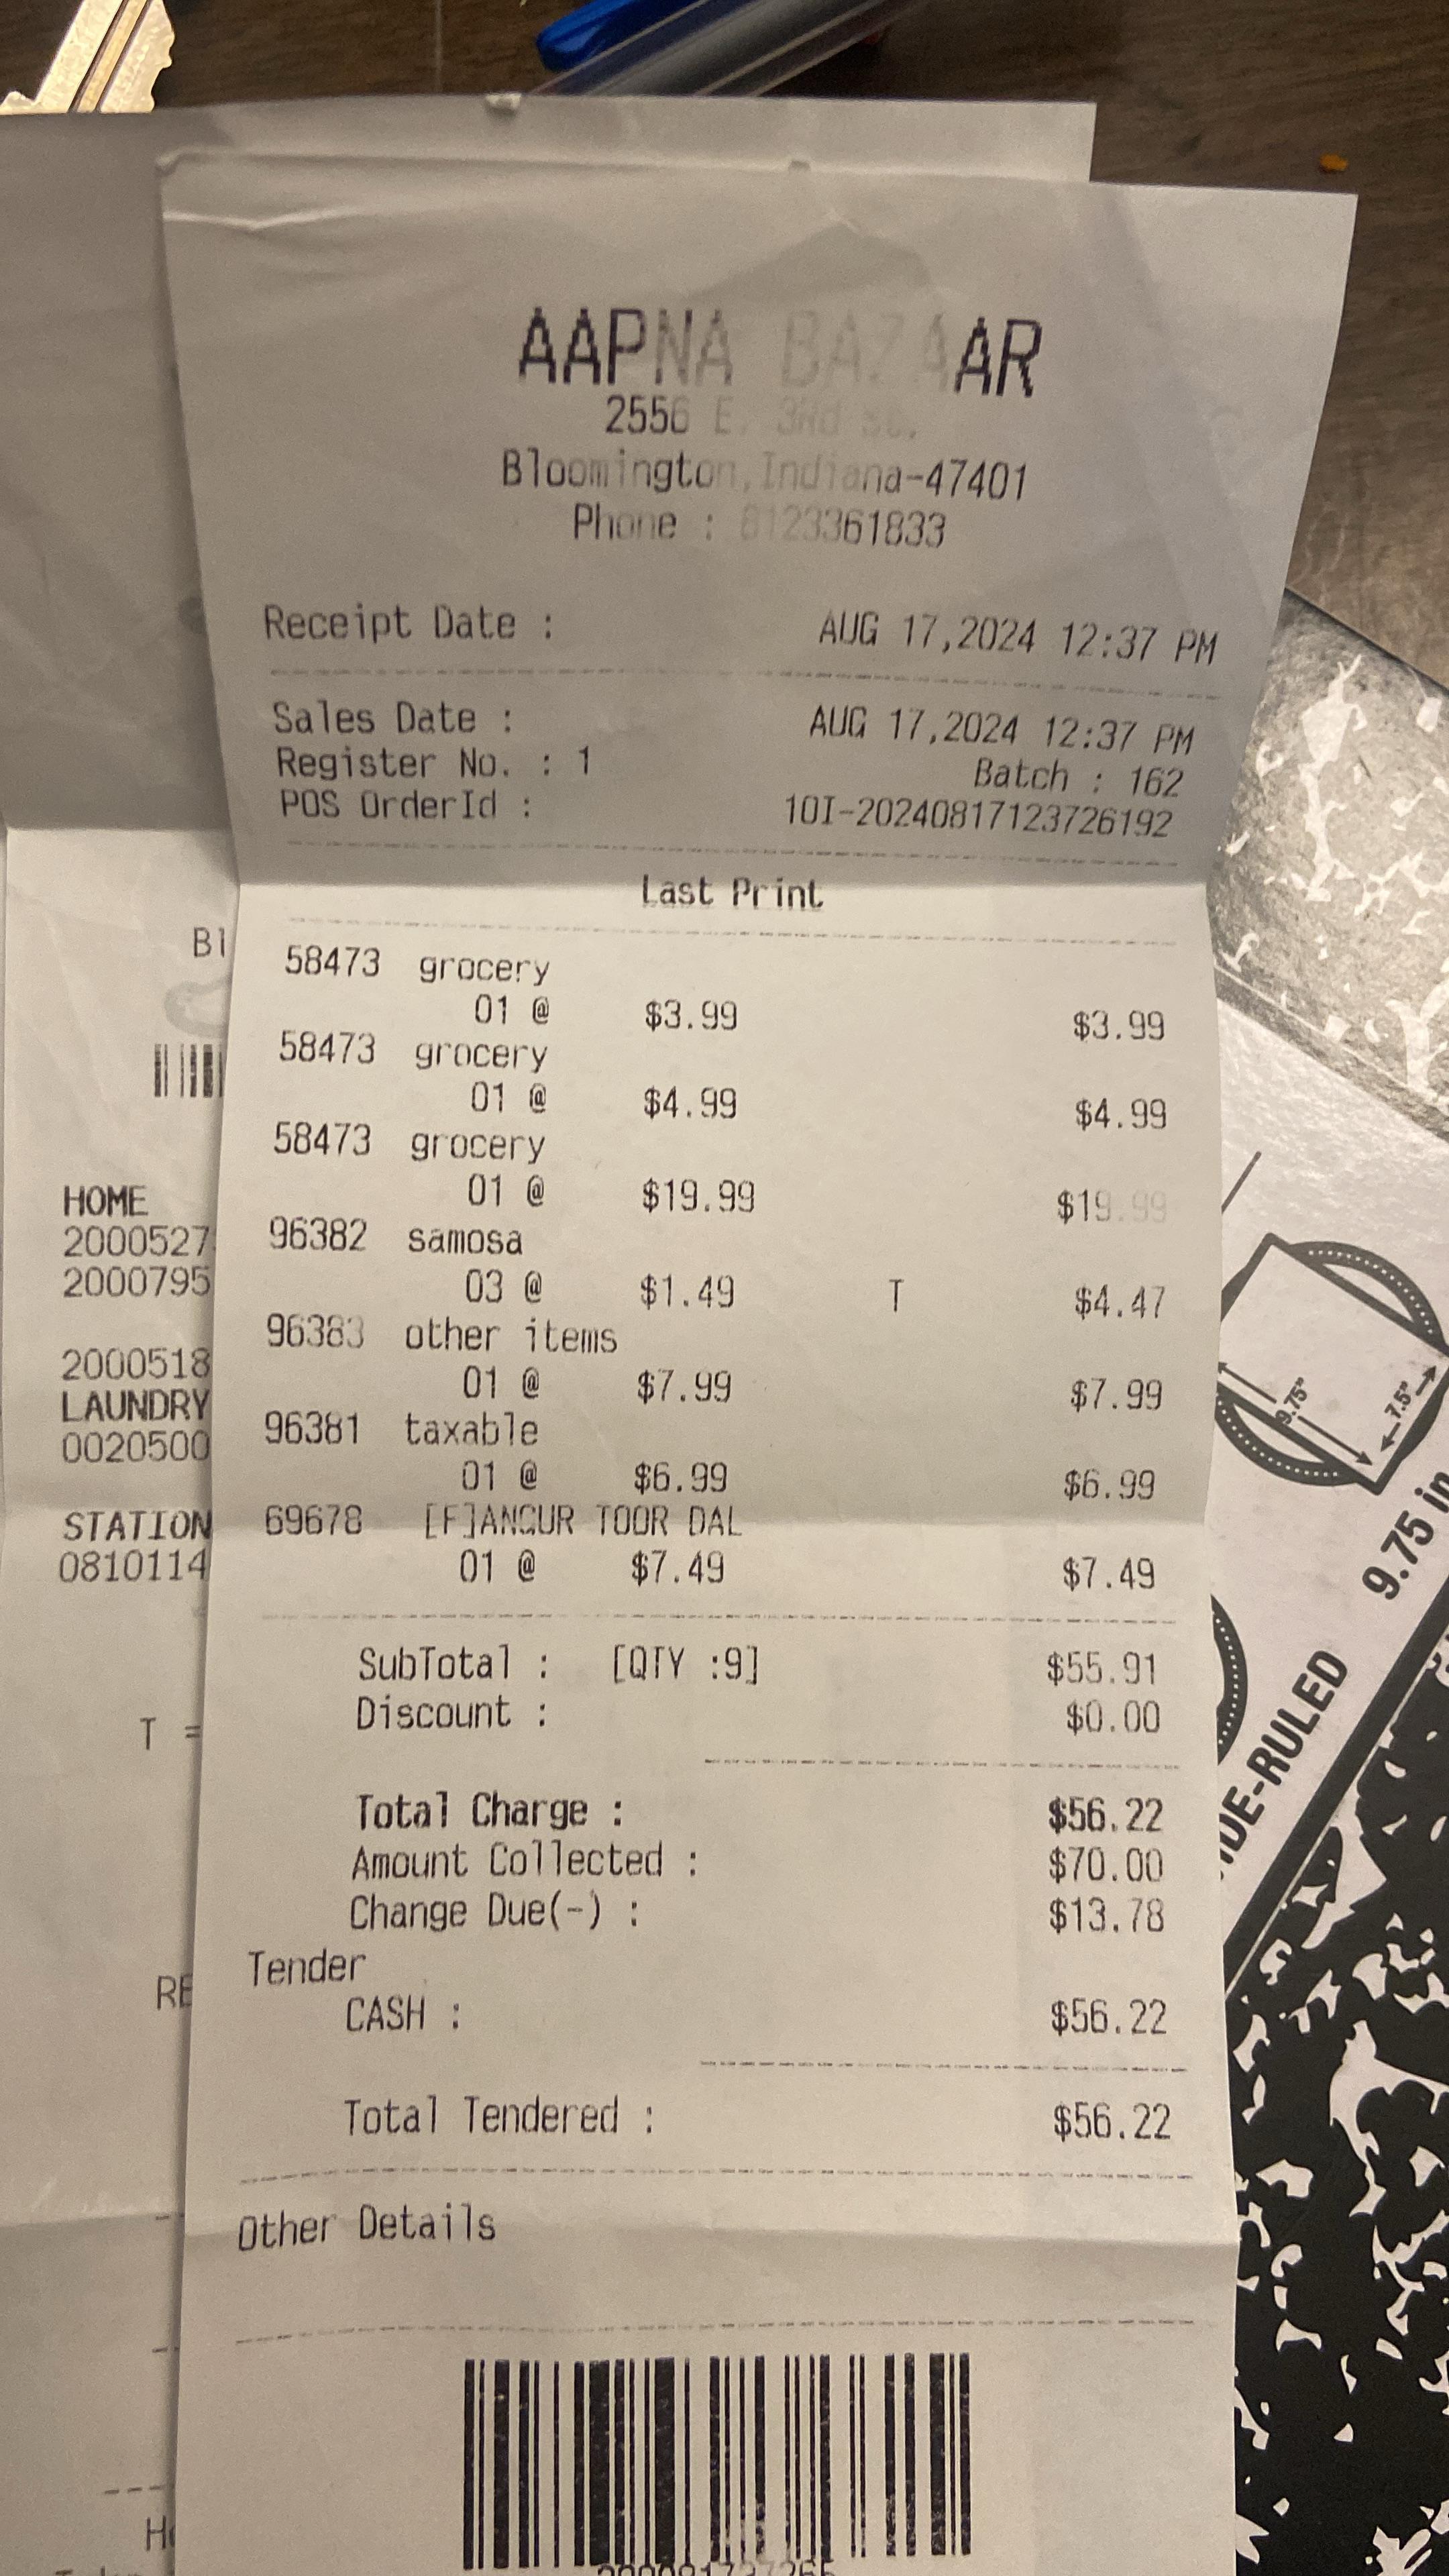 AAPNA BAZAAR
2556 E. 3Rd St.
Bloomington,Indiana-47401
Phone : 8123361833
Receipt Date : AUG 17,2024 12:37 PM
Sales Date : AUG 17,2024 12:37 PM
Register No. : 1 Batch : 162
POS OrderId : 10I-20240817123726192
Last Print
58473 grocery
01 @ $3.99 $3.99
58473 grocery
01 @ $4.99 $4.99
58473 grocery
01 @ $19.99 $19.99
96382 samosa
03 @ $1.49 T $4.47
96383 other items
01 @ $7.99 $7.99
96381 taxable
01 @ $6.99 $6.99
69678 [F]ANGUR TOOR DAL
01 @ $7.49 $7.49
SubTotal : [QTY :9] $55.91
Discount : $0.00
Total Charge : $56.22
Amount Collected : $70.00
Change Due(-) : $13.78
Tender
CASH : $56.22
Total Tendered : $56.22
Other Details
Bl
HOME
2000527
2000795
2000518
LAUNDRY
0020500
STATION
0810114
T =
RE
9.75"
7.5"
9.75 in
DE-RULED